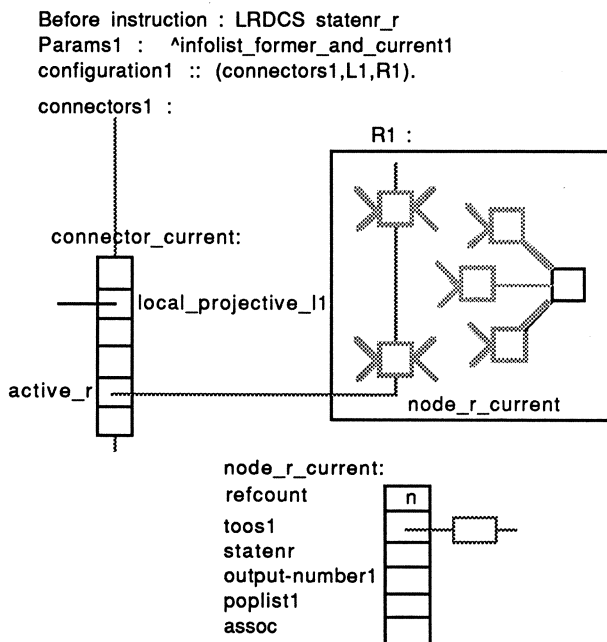 Before instruction : LRDCS statenr_r
Params1 : ^infolist_former_and_current1
configuration1 :: (connectors1,L1,R1).
connectors1 :
R1 :
connector_current:
local_projective_l1
active_r
node_r_current
node_r_current:
refcount n
toos1
statenr
output-number1
poplist1
assoc